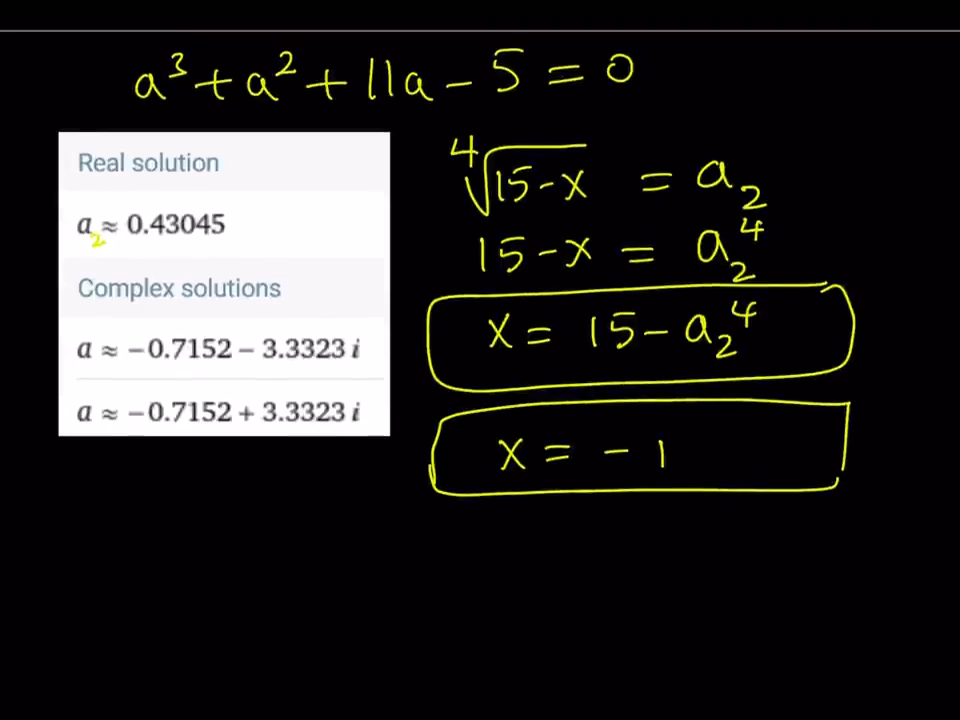 a³ + a² + 11a - 5 = 0
Real solution
a₂ ≈ 0.43045
Complex solutions
a ≈ −0.7152 − 3.3323 i
a ≈ −0.7152 + 3.3323 i
⁴√15-x = a₂
15-x = a₂⁴
x = 15 - a₂⁴
x = -1